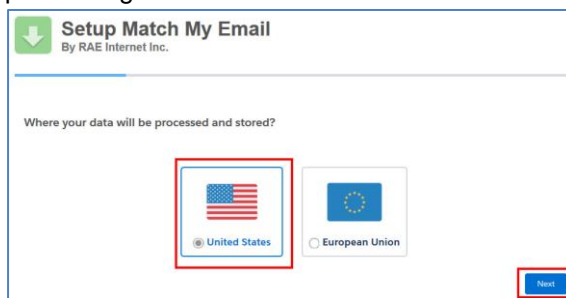 Setup Match My Email
By RAE Internet Inc.
Where your data will be processed and stored?
United States
European Union
Next